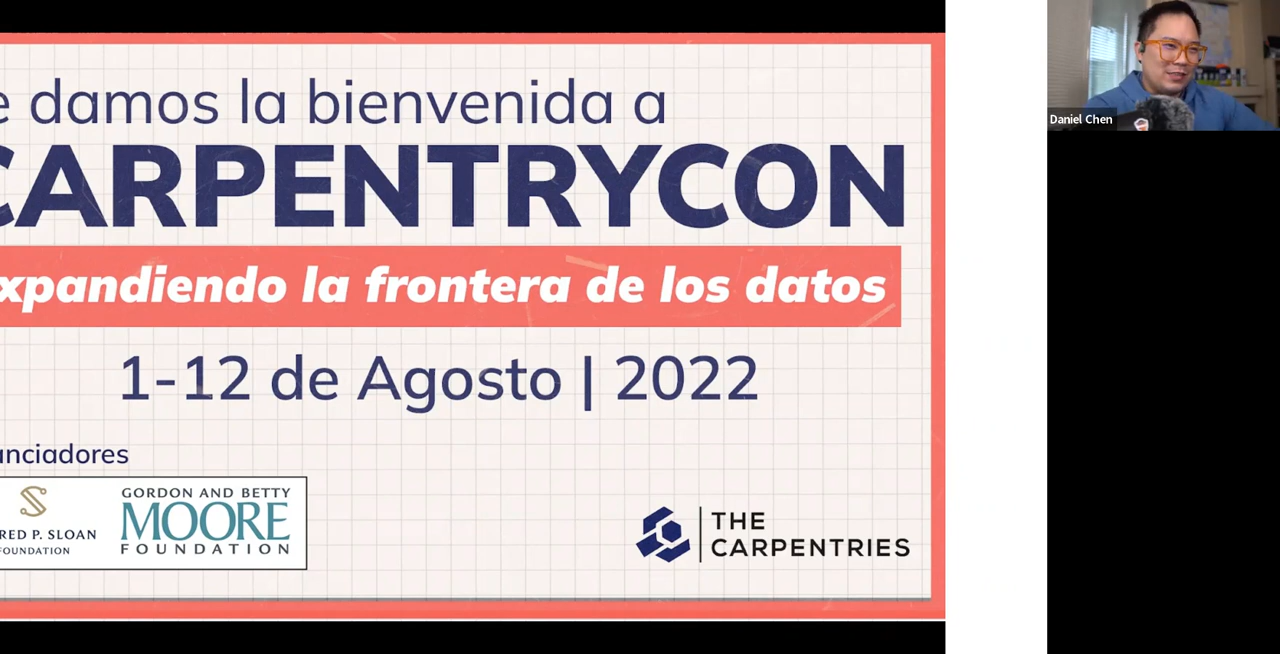 e damos la bienvenida a
CARPENTRYCON
xpandiendo la frontera de los datos
1-12 de Agosto | 2022
anciadores
RED P. SLOAN
FOUNDATION
GORDON AND BETTY
MOORE
FOUNDATION
THE
CARPENTRIES
Daniel Chen